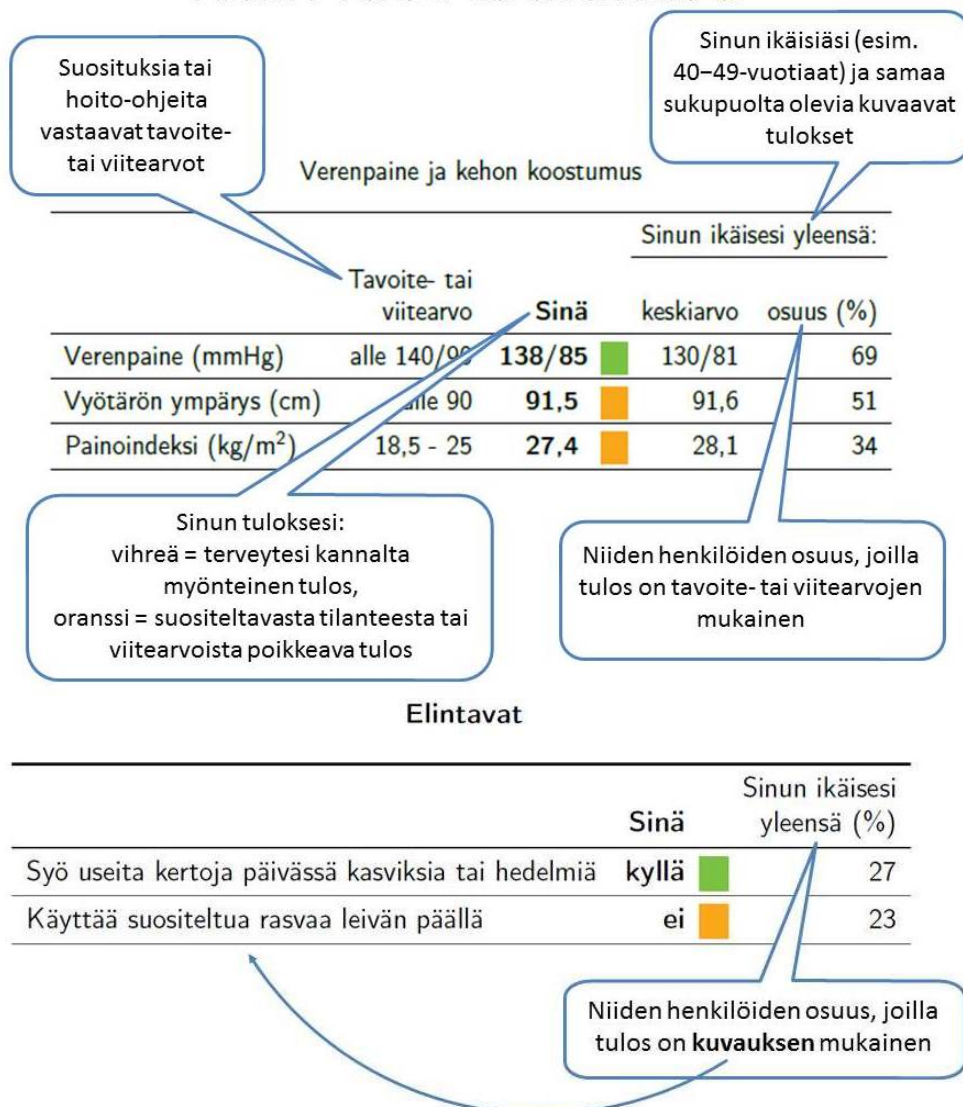 Suosituksia tai
hoito-ohjeita
vastaavat tavoite-
tai viitearvot
Sinun ikäisiäsi (esim.
40–49-vuotiaat) ja samaa
sukupuolta olevia kuvaavat
tulokset
Verenpaine ja kehon koostumus
Sinun ikäisesi yleensä:
Tavoite- tai
viitearvo Sinä keskiarvo osuus (%)
Verenpaine (mmHg) alle 140/90 138/85 130/81 69
Vyötärön ympärys (cm) alle 90 91,5 91,6 51
Painoindeksi (kg/m²) 18,5 - 25 27,4 28,1 34
Sinun tuloksesi:
vihreä = terveytesi kannalta
myönteinen tulos,
oranssi = suositeltavasta tilanteesta tai
viitearvoista poikkeava tulos
Niiden henkilöiden osuus, joilla
tulos on tavoite- tai viitearvojen
mukainen
Elintavat
Sinun ikäisesi
Sinä yleensä (%)
Syö useita kertoja päivässä kasviksia tai hedelmiä kyllä 27
Käyttää suositeltua rasvaa leivän päällä ei 23
Niiden henkilöiden osuus, joilla
tulos on kuvauksen mukainen